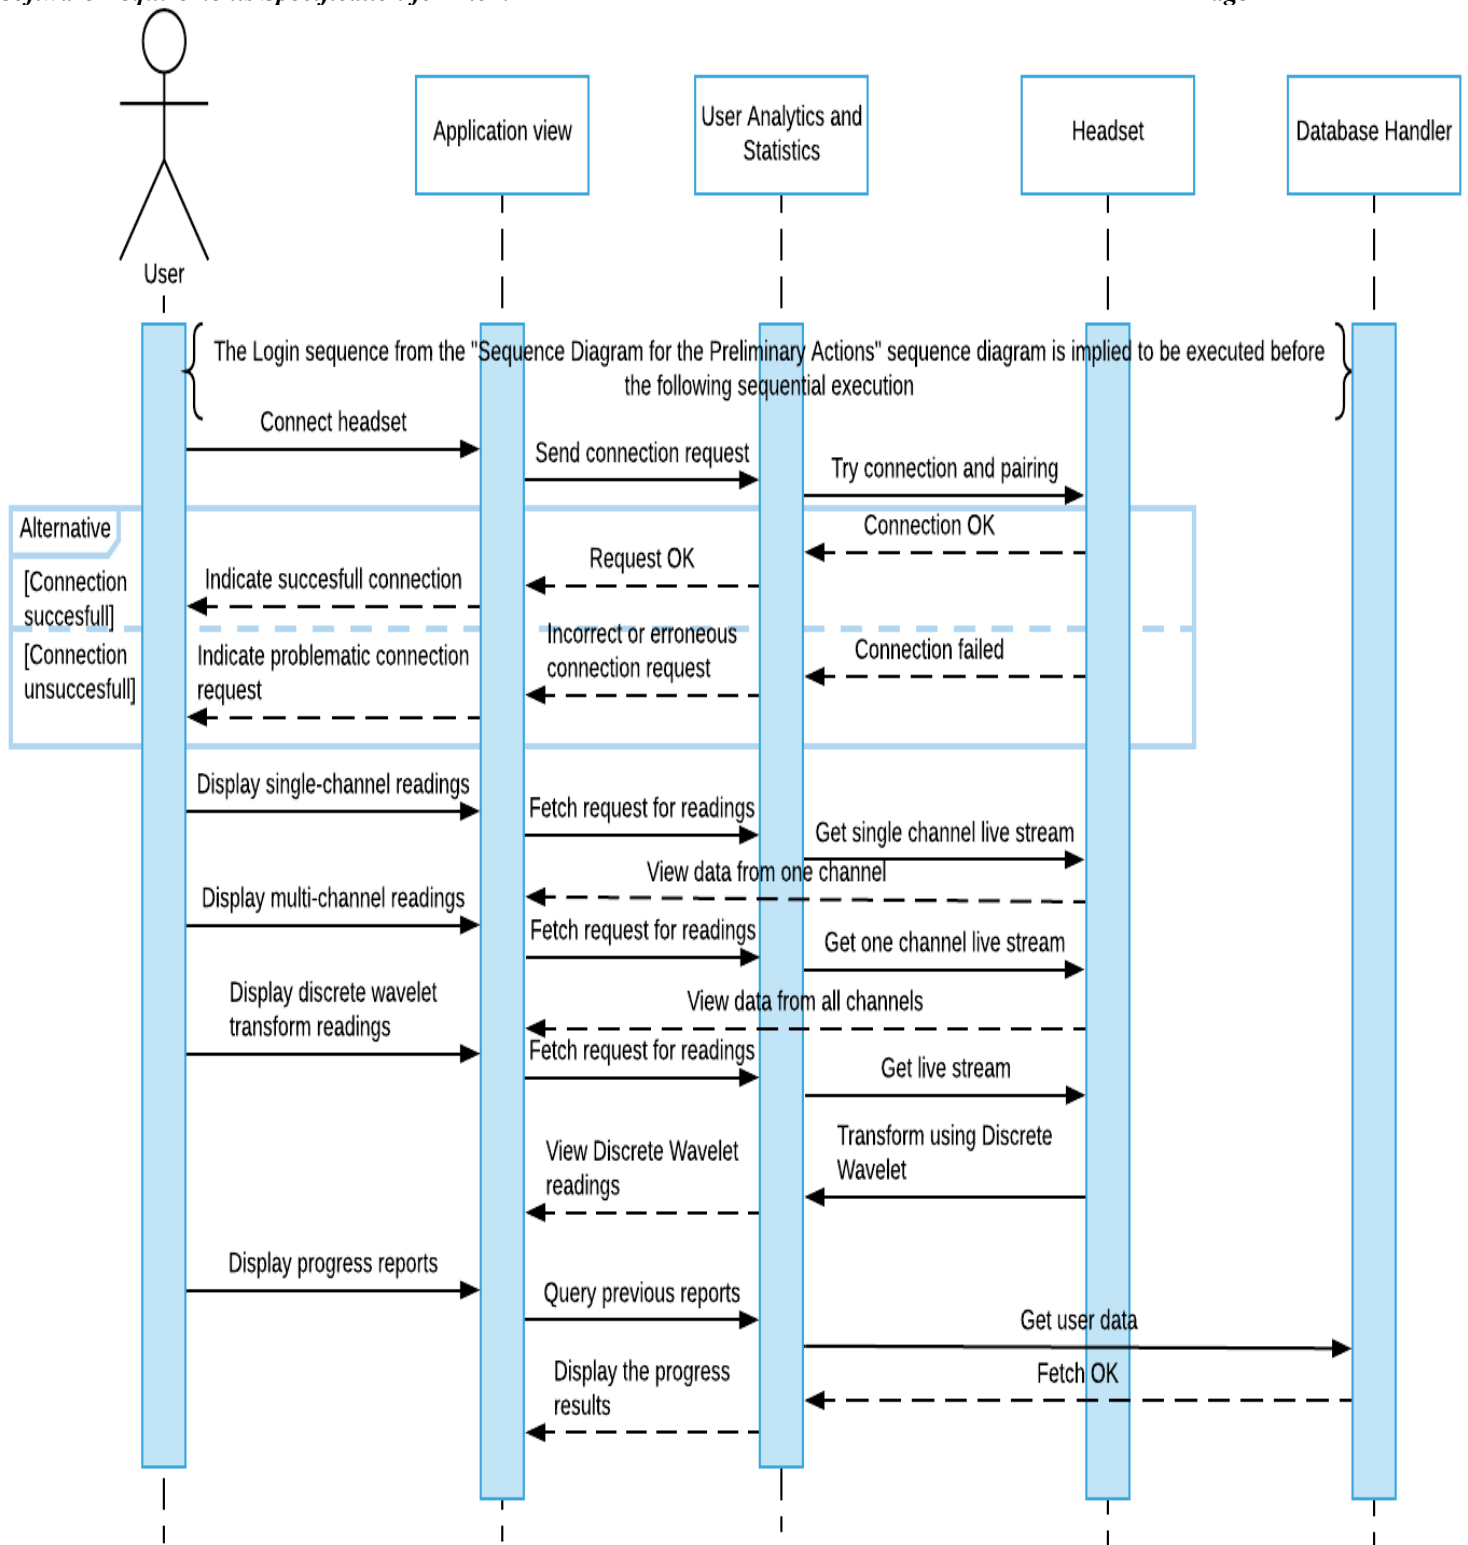 Application view
User Analytics and
Statistics
Headset
Database Handler
User
The Login sequence from the "Sequence Diagram for the Preliminary Actions" sequence diagram is implied to be executed before
the following sequential execution
Connect headset
Send connection request
Try connection and pairing
Alternative
Connection OK
Request OK
[Connection
succesfull]
Indicate succesfull connection
[Connection
unsuccesfull]
Incorrect or erroneous
connection request
Connection failed
Indicate problematic connection
request
Display single-channel readings
Fetch request for readings
Get single channel live stream
View data from one channel
Display multi-channel readings
Fetch request for readings
Get one channel live stream
View data from all channels
Display discrete wavelet
transform readings
Fetch request for readings
Get live stream
Transform using Discrete
Wavelet
View Discrete Wavelet
readings
Display progress reports
Query previous reports
Get user data
Fetch OK
Display the progress
results